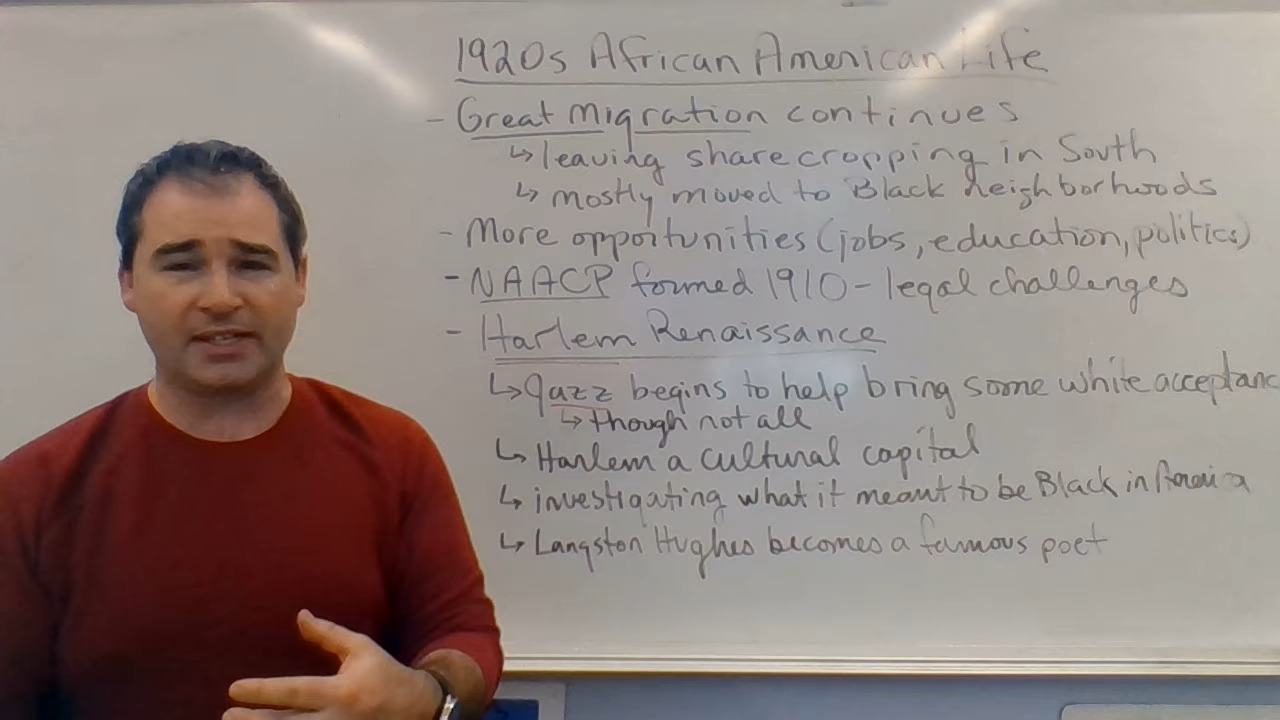 1920s African American Life
- Great Migration continues
↳ leaving sharecropping in South
↳ mostly moved to Black neighborhoods
- More opportunities (jobs, education, politics)
- NAACP formed 1910 - legal challenges
- Harlem Renaissance
↳ Jazz begins to help bring some white acceptanc
↳ though not all
↳ Harlem a cultural capital
↳ investigating what it meant to be Black in America
↳ Langston Hughes becomes a famous poet